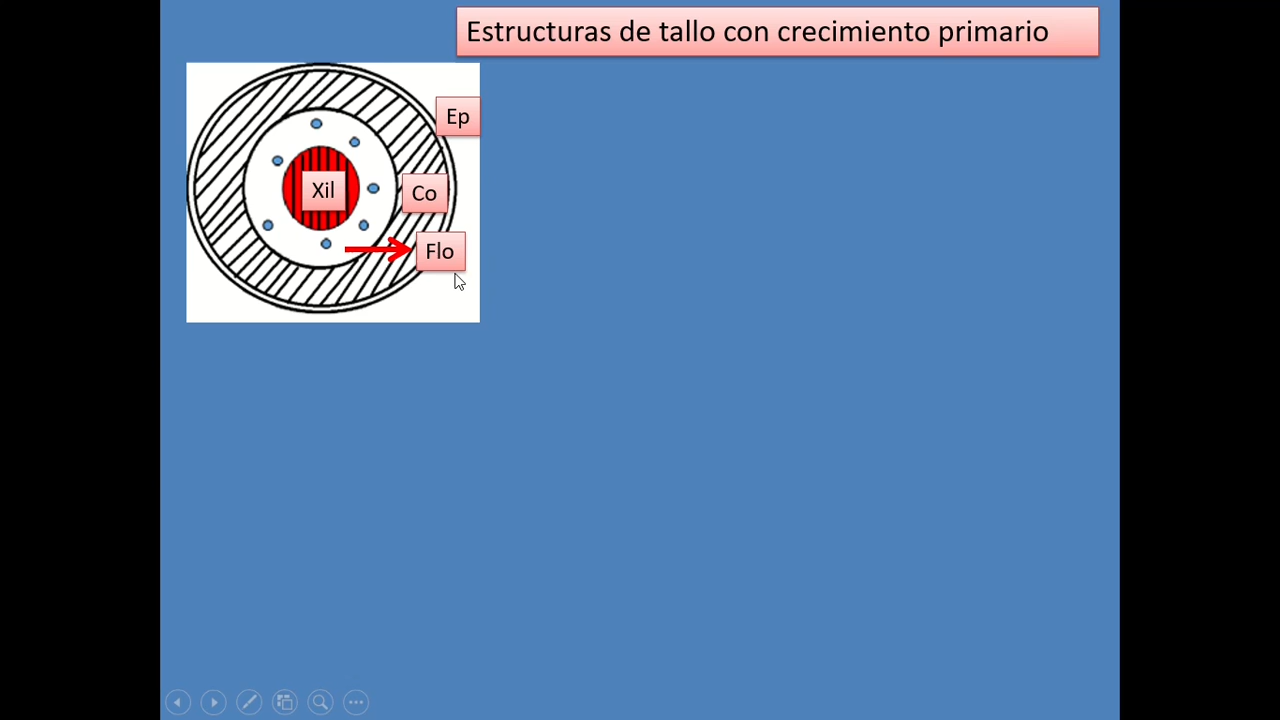 Estructuras de tallo con crecimiento primario
Ep
Xil
Co
Flo